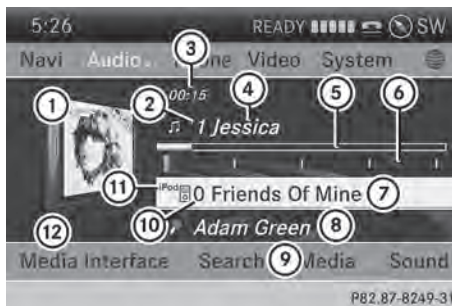 5:26 READY SW
Navi Audio Phone Video System
3
00:15
1 2 4 5 6
1 Jessica
11 iPod 0 Friends Of Mine 7
10
Adam Green 8
12
Media Interface Search 9 Media Sound
P82.87-8249-31